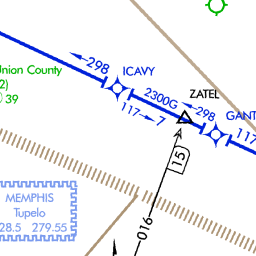 298
ICAVY
Union County
2)
39
2300G
117
7
ZATEL
298
GANT
117
15
MEMPHIS
Tupelo
28.5 279.55
016